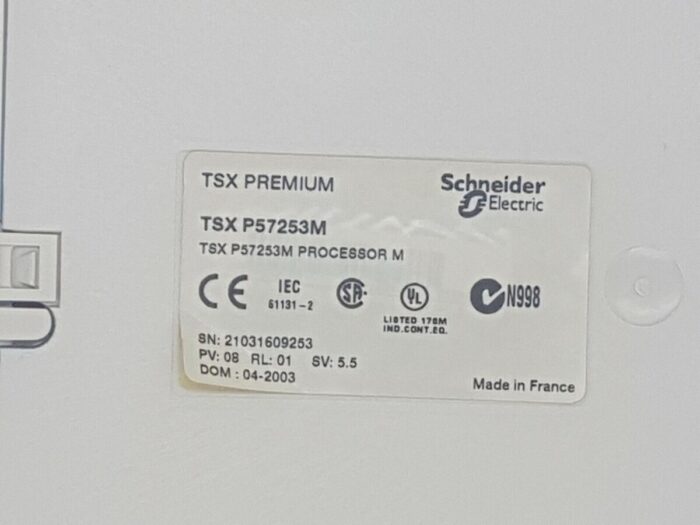 TSX PREMIUM
Schneider
Electric
TSX P57253M
TSX P57253M PROCESSOR M
CE
IEC
61131-2
SA
UL
LISTED 176M
IND.CONT.EQ.
N998
SN: 21031609253
PV: 08 RL: 01 SV: 5.5
DOM : 04-2003
Made in France